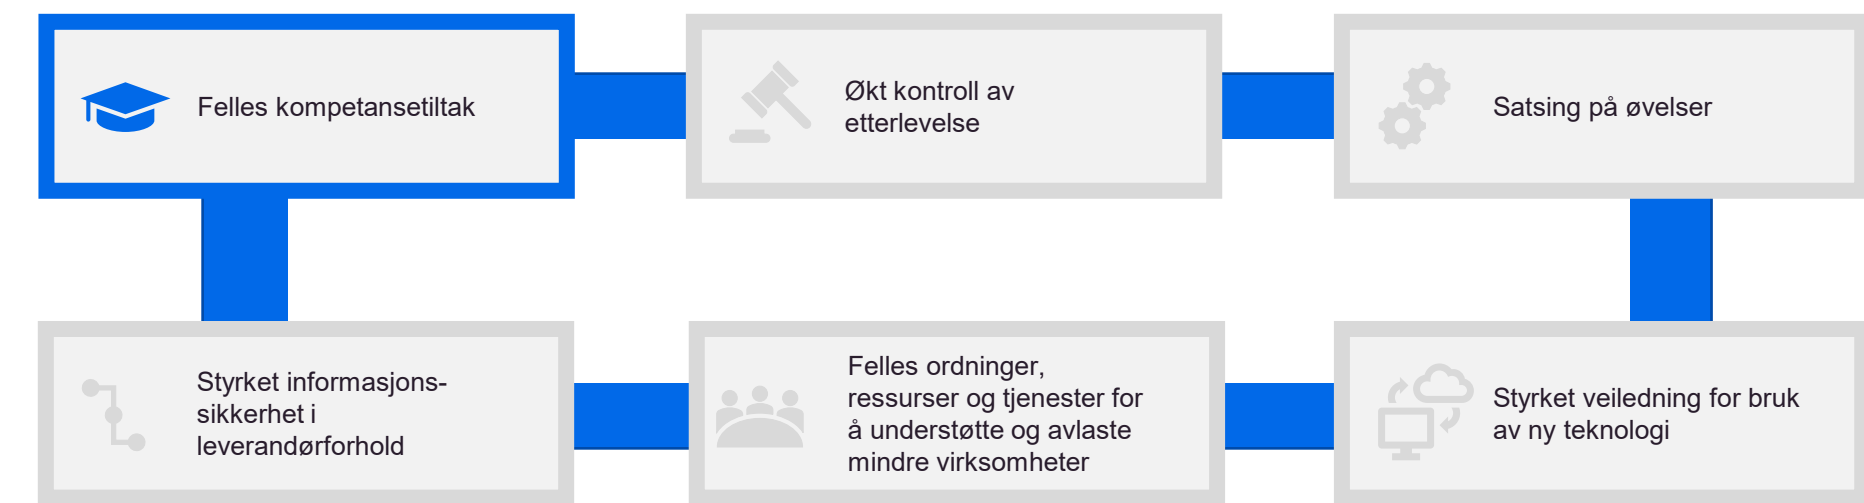 Felles kompetansetiltak
Økt kontroll av
etterlevelse
Satsing på øvelser
Styrket informasjons-
sikkerhet i
leverandørforhold
Felles ordninger,
ressurser og tjenester for
å understøtte og avlaste
mindre virksomheter
Styrket veiledning for bruk
av ny teknologi